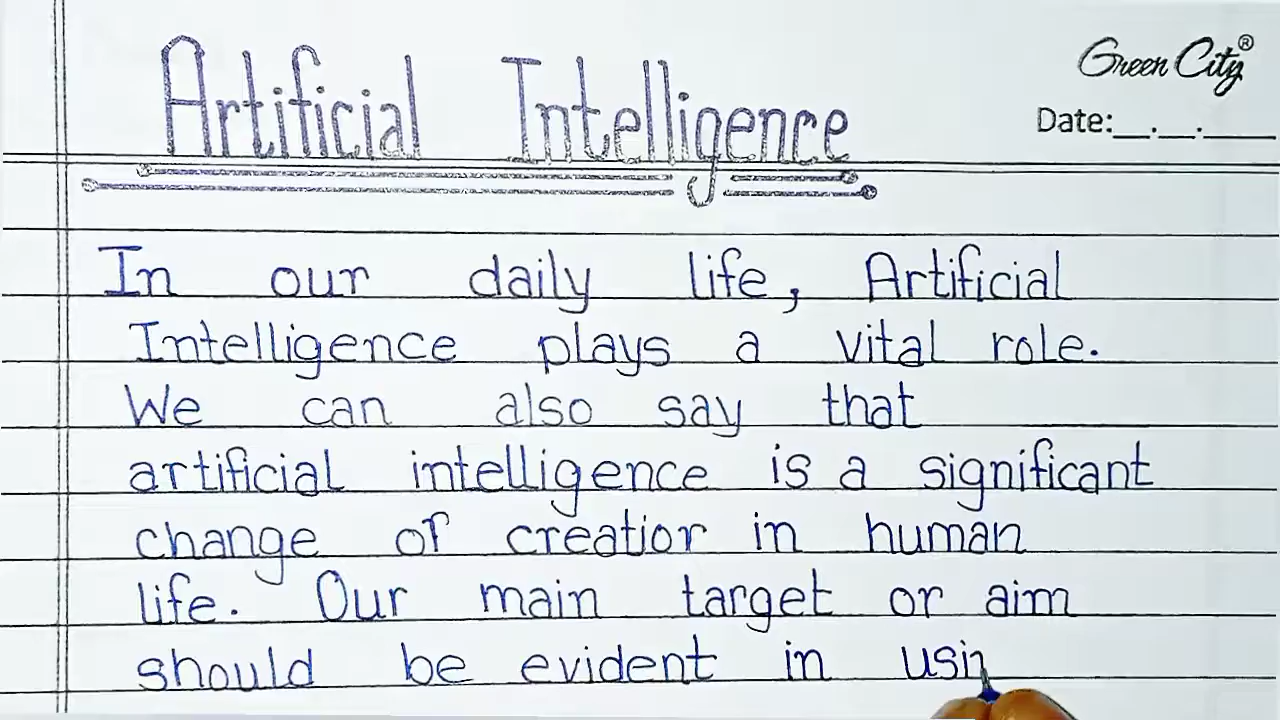 Green City®
Date:__.__.____
Artificial Intelligence
In our daily life, Artificial
Intelligence plays a vital role.
We can also say that
artificial intelligence is a significant
change of creatior in human
life. Our main target or aim
should be evident in usin